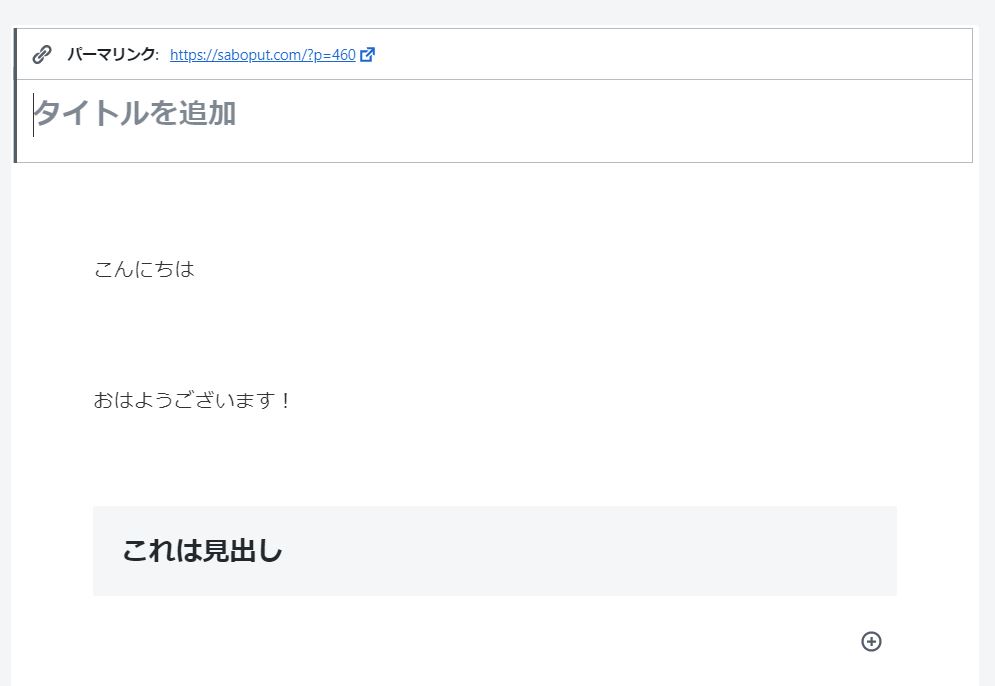 パーマリンク: https://saboput.com/?p=460
タイトルを追加
こんにちは
おはようございます！
これは見出し